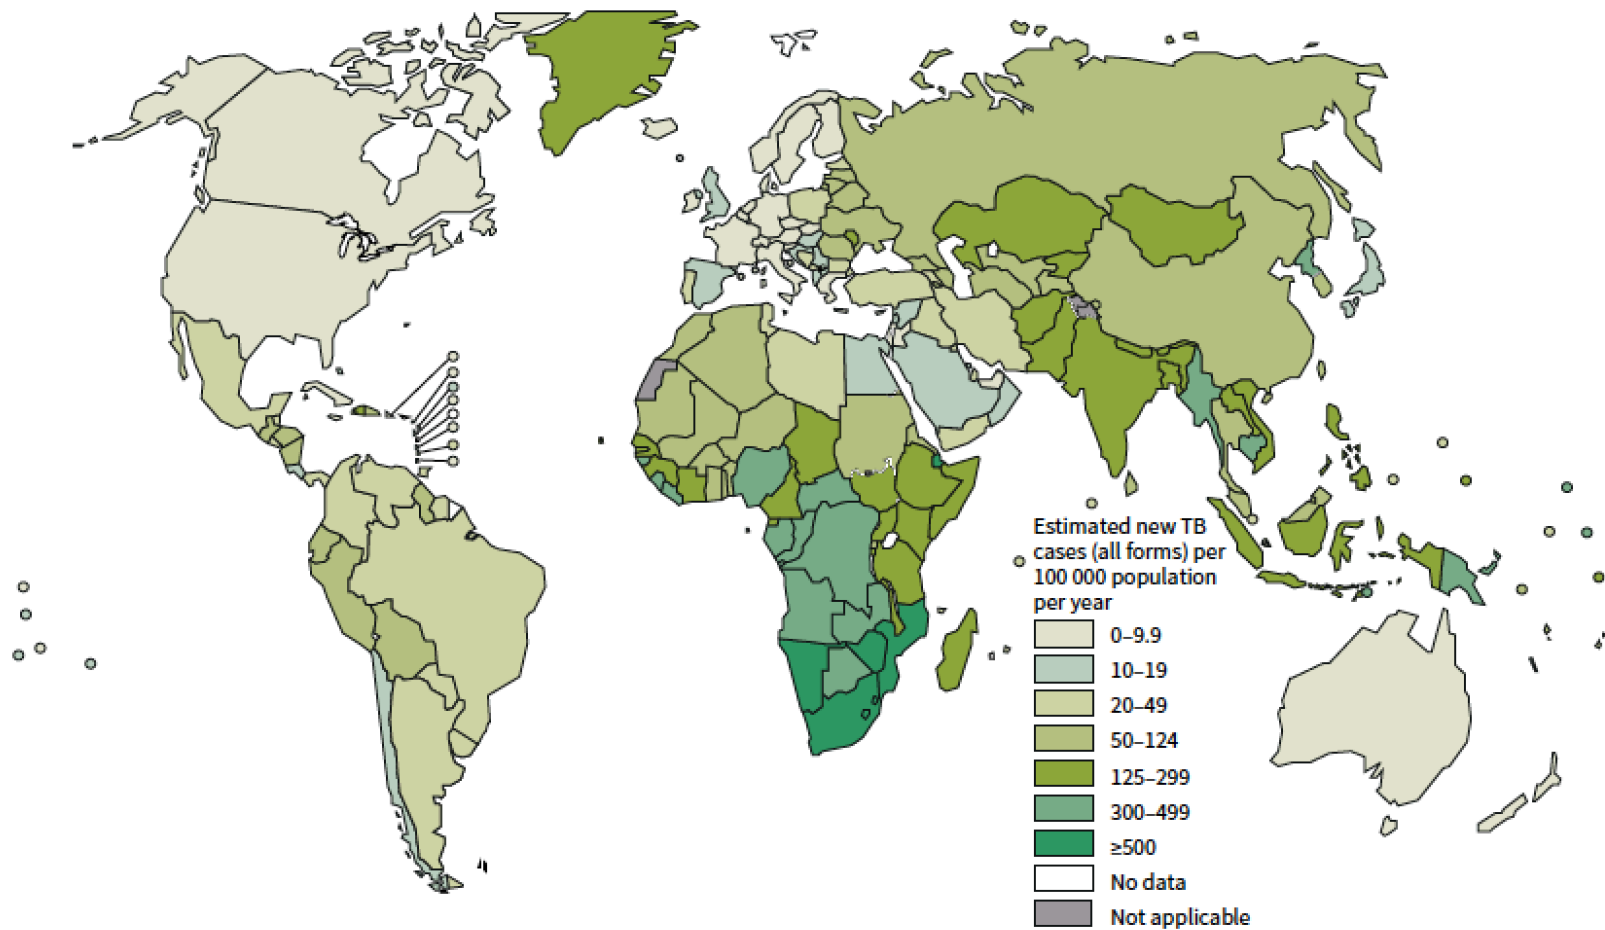 Estimated new TB
cases (all forms) per
100 000 population
per year
0–9.9
10–19
20–49
50–124
125–299
300–499
≥500
No data
Not applicable